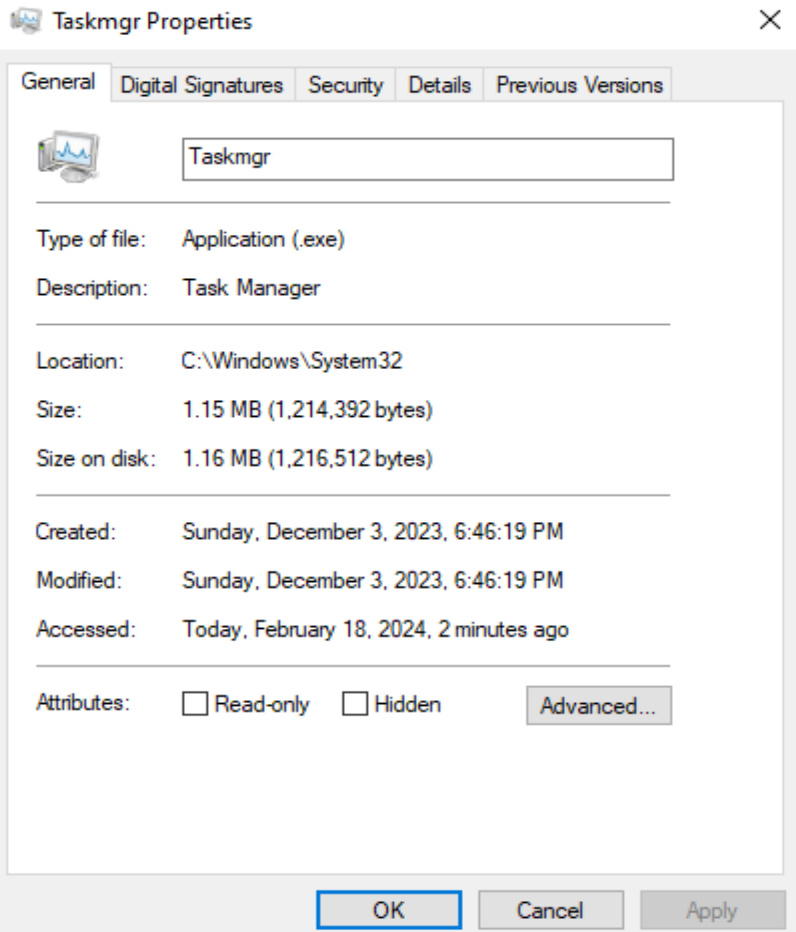 Taskmgr Properties
General Digital Signatures Security Details Previous Versions
Taskmgr
Type of file: Application (.exe)
Description: Task Manager
Location: C:\Windows\System32
Size: 1.15 MB (1,214,392 bytes)
Size on disk: 1.16 MB (1,216,512 bytes)
Created: Sunday, December 3, 2023, 6:46:19 PM
Modified: Sunday, December 3, 2023, 6:46:19 PM
Accessed: Today, February 18, 2024, 2 minutes ago
Attributes: Read-only Hidden Advanced...
OK Cancel Apply